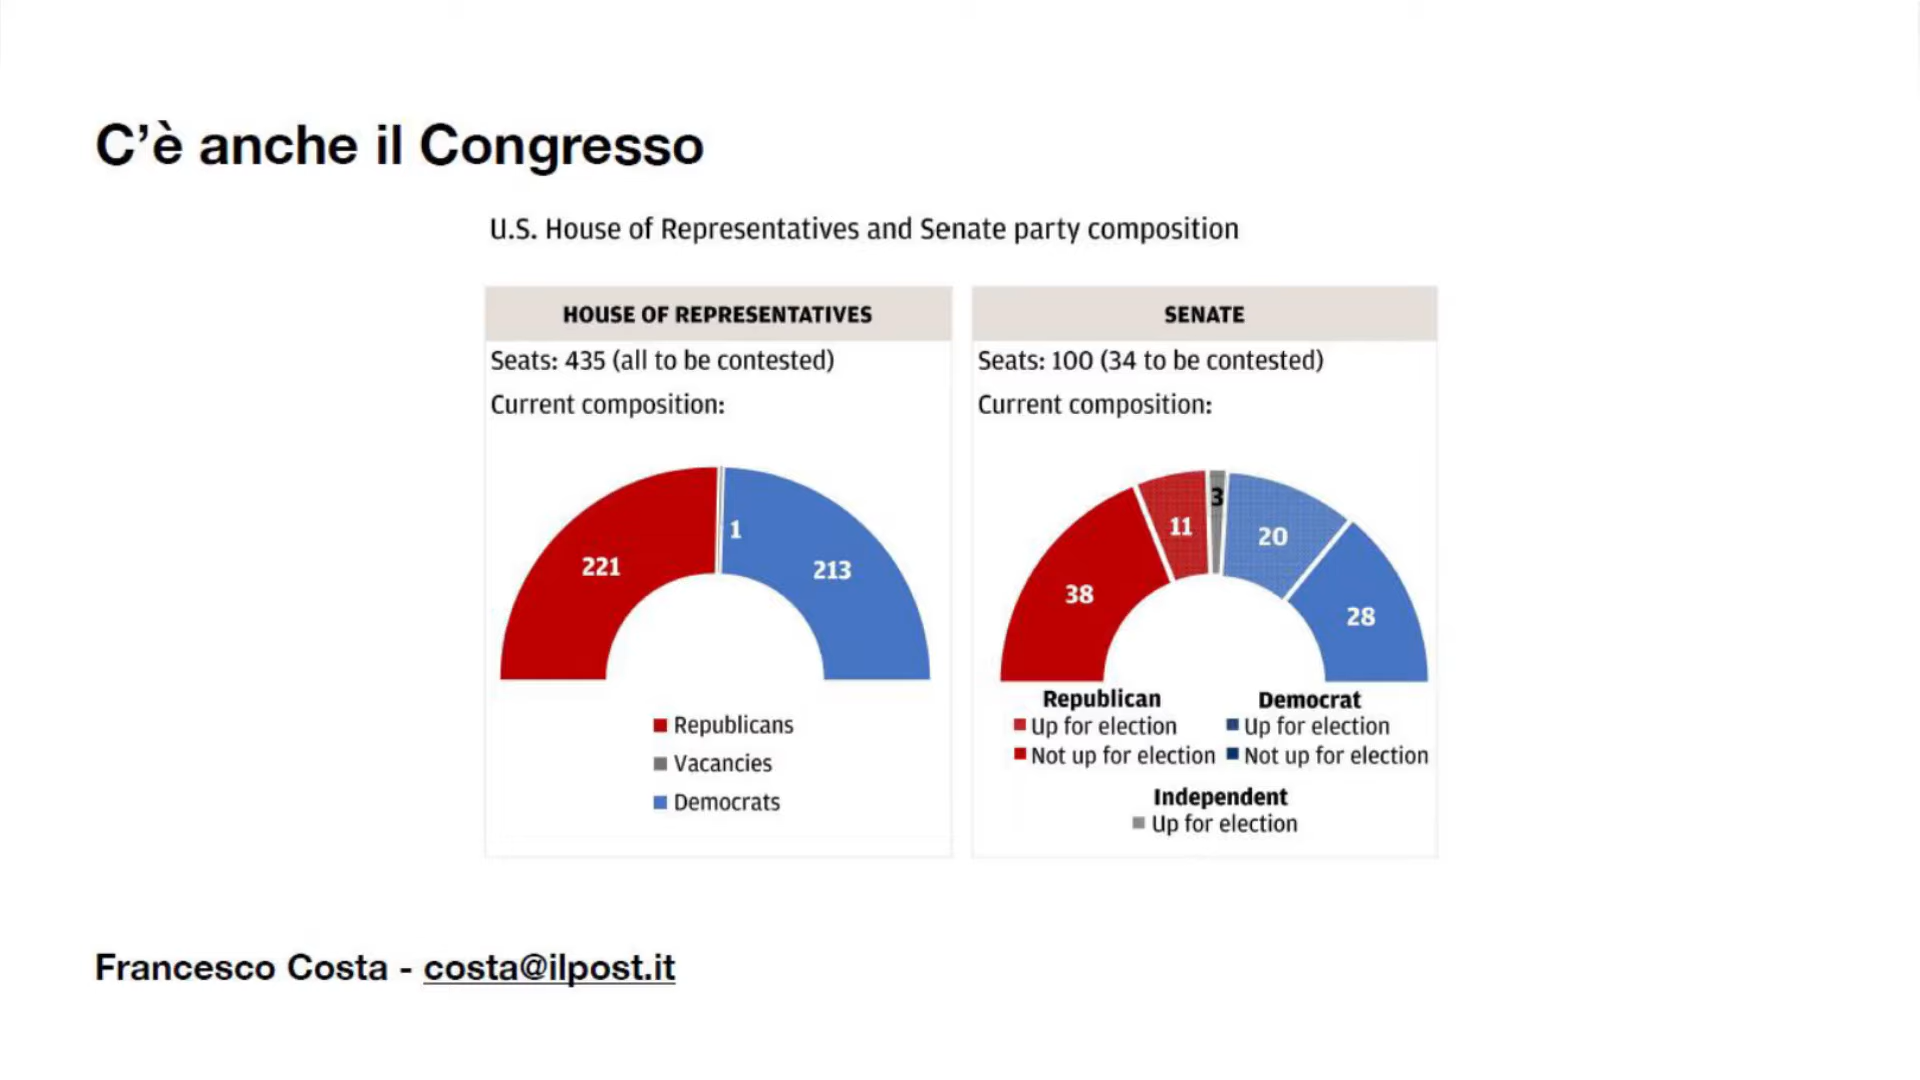 C’è anche il Congresso
U.S. House of Representatives and Senate party composition
HOUSE OF REPRESENTATIVES
Seats: 435 (all to be contested)
Current composition:
221
1
213
Republicans
Vacancies
Democrats
SENATE
Seats: 100 (34 to be contested)
Current composition:
38
11
3
20
28
Republican
Up for election
Not up for election
Democrat
Up for election
Not up for election
Independent
Up for election
Francesco Costa - costa@ilpost.it